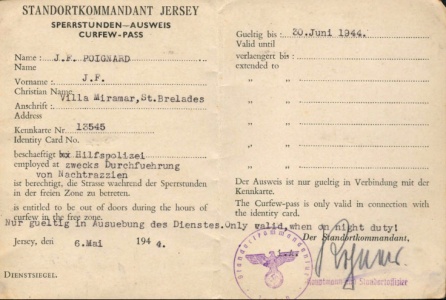 STANDORTKOMMANDANT JERSEY
SPERRSTUNDEN—AUSWEIS
CURFEW-PASS
Name: J.F. POIGNARD
Name
Vorname: J.F.
Christian Name
Anschrift: Villa Miramar, St.Brelades
Address
Kennkarte Nr. 13545
Identity Card No.
beschaeftigt Hilfspolizei
employed at zwecks Durchfuehrung
von Nachtrazzien
ist berechtigt, die Strasse während der Sperrstunden
in der freien Zone zu betreten.
is entitled to be out of doors during the hours of
curfew in the free zone.
Nur gueltig in Ausuebung des Dienstes. Only valid when on night duty!
Jersey, den 6. Mai 1944.
DIENSTSIEGEL.
Gueltig bis: 30. Juni 1944.
Valid until
verlaengert bis:
extended to
" "
" "
" "
" "
" "
Der Ausweis ist nur gueltig in Verbindung mit der
Kennkarte.
The Curfew-pass is only valid in connection with
the identity card.
Der Standortkommandant,
Hauptmann und Standortoffizier